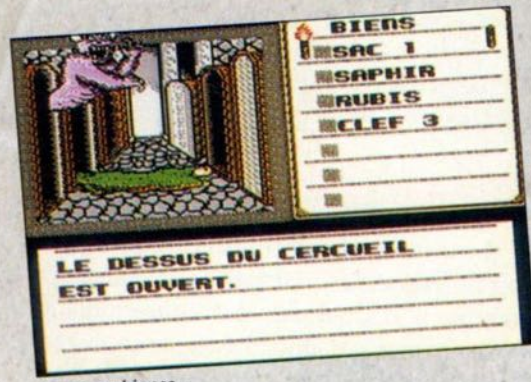 BIENS
SAC 1
SAPHIR
RUBIS
CLEF 3
LE DESSUS DU CERCUEIL
EST OUVERT.